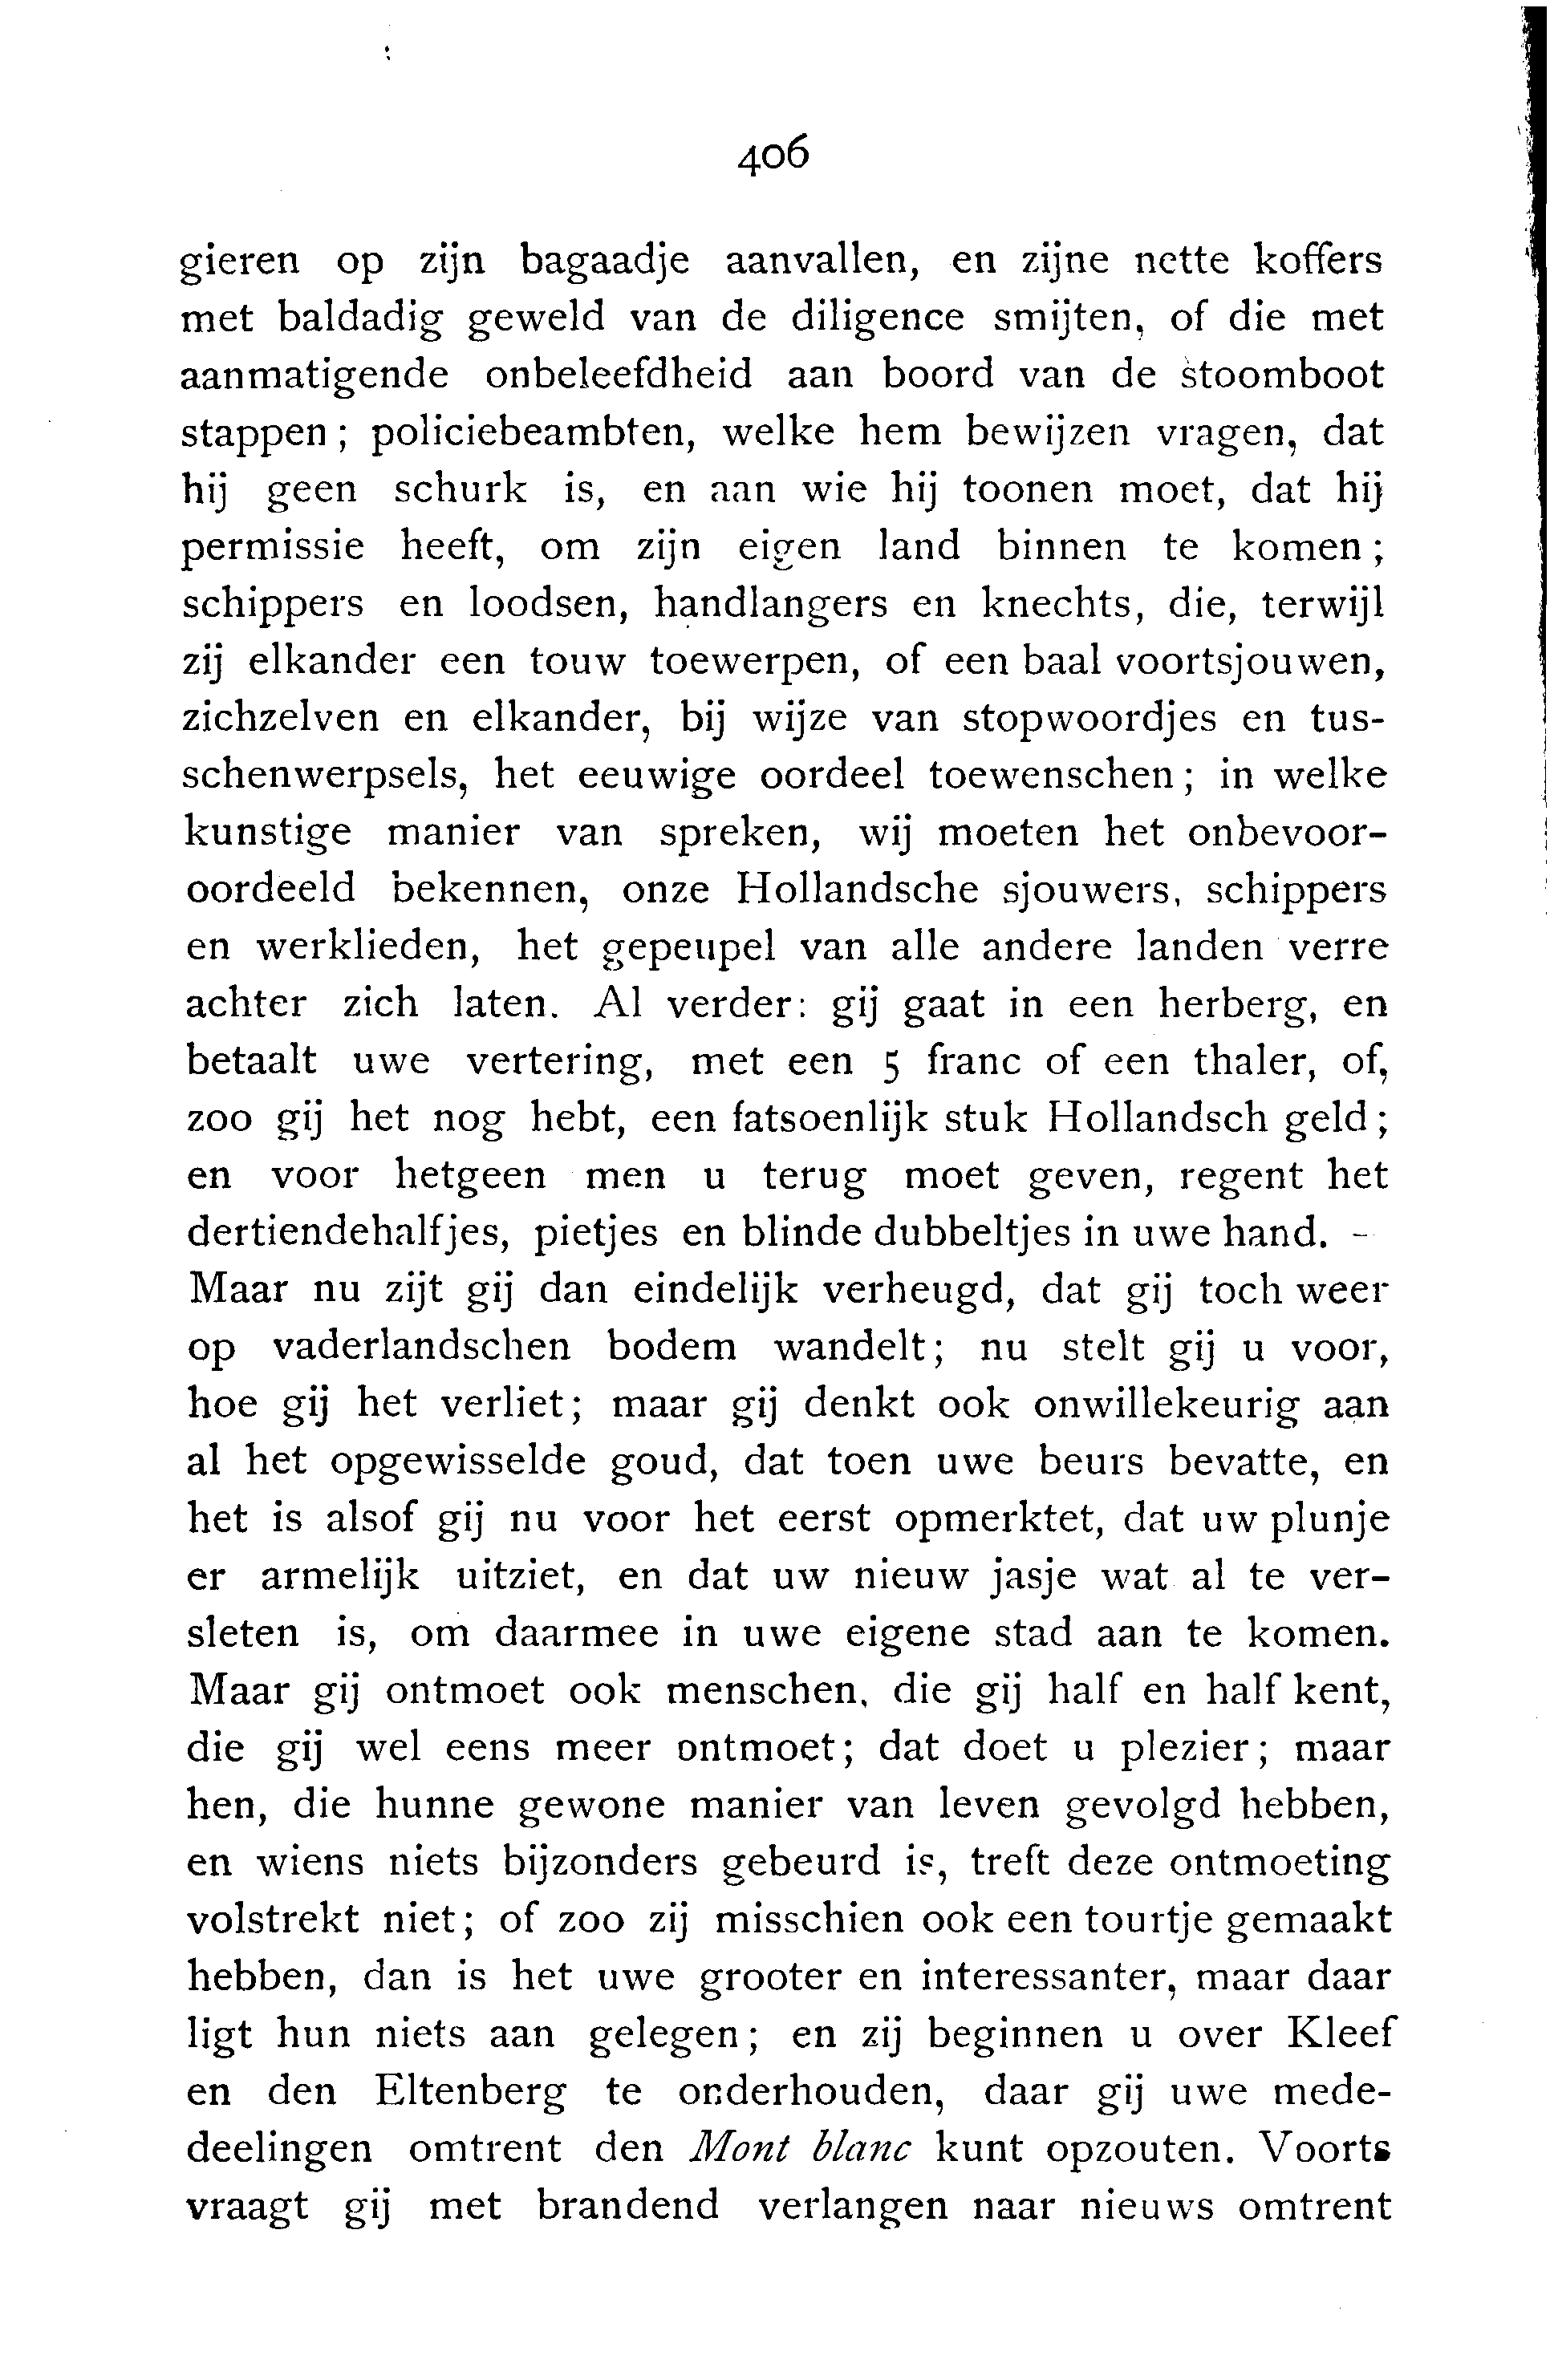 406
gieren op zijn bagaadje aanvallen, en zijne nette koffers
met baldadig geweld van de diligence smijten, of die met
aanmatigende onbeleefdheid aan boord van de stoomboot
stappen; policiebeambten, welke hem bewijzen vragen, dat
hij geen schurk is, en aan wie hij toonen moet, dat hij
permissie heeft, om zijn eigen land binnen te komen;
schippers en loodsen, handlangers en knechts, die, terwijl
zij elkander een touw toewerpen, of een baal voortsjouwen,
zichzelven en elkander, bij wijze van stopwoordjes en tus-
schenwerpsels, het eeuwige oordeel toewenschen; in welke
kunstige manier van spreken, wij moeten het onbevoor-
oordeeld bekennen, onze Hollandsche sjouwers, schippers
en werklieden, het gepeupel van alle andere landen verre
achter zich laten. Al verder: gij gaat in een herberg, en
betaalt uwe vertering, met een 5 franc of een thaler, of,
zoo gij het nog hebt, een fatsoenlijk stuk Hollandsch geld;
en voor hetgeen men u terug moet geven, regent het
dertiendehalfjes, pietjes en blinde dubbeltjes in uwe hand. -
Maar nu zijt gij dan eindelijk verheugd, dat gij toch weer
op vaderlandschen bodem wandelt; nu stelt gij u voor,
hoe gij het verliet; maar gij denkt ook onwillekeurig aan
al het opgewisselde goud, dat toen uwe beurs bevatte, en
het is alsof gij nu voor het eerst opmerktet, dat uw plunje
er armelijk uitziet, en dat uw nieuw jasje wat al te ver-
sleten is, om daarmee in uwe eigene stad aan te komen.
Maar gij ontmoet ook menschen, die gij half en half kent,
die gij wel eens meer ontmoet; dat doet u plezier; maar
hen, die hunne gewone manier van leven gevolgd hebben,
en wiens niets bijzonders gebeurd is, treft deze ontmoeting
volstrekt niet; of zoo zij misschien ook een tourtje gemaakt
hebben, dan is het uwe grooter en interessanter, maar daar
ligt hun niets aan gelegen; en zij beginnen u over Kleef
en den Eltenberg te onderhouden, daar gij uwe mede-
deelingen omtrent den Mont blanc kunt opzouten. Voorts
vraagt gij met brandend verlangen naar nieuws omtrent